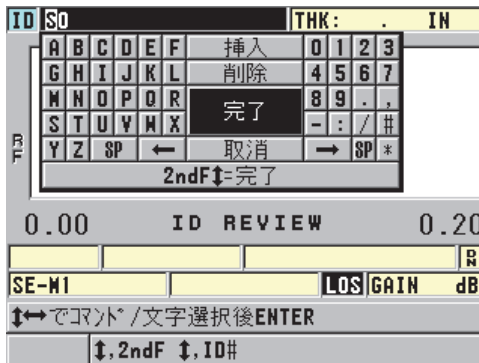 ID SO THK: . IN
A B C D E F 挿入 0 1 2 3
G H I J K L 削除 4 5 6 7
M N O P Q R 完了 8 9 . ,
S T U V W X - : / #
RF Y Z SP ← 取消 → SP *
2ndF↕=完了
0.00 ID REVIEW 0.20
DN
SE-M1 LOS GAIN dB
↕↔でコマンド/文字選択後ENTER
↕,2ndF ↕,ID#